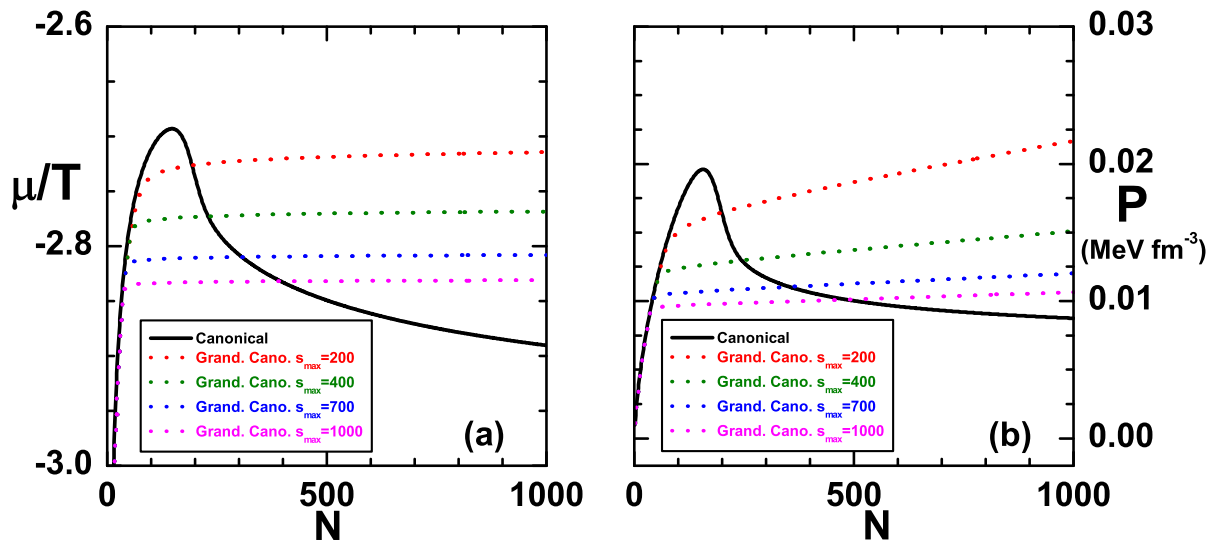 -2.6
-2.8
-3.0
μ/T
Canonical
Grand. Cano. s_max=200
Grand. Cano. s_max=400
Grand. Cano. s_max=700
Grand. Cano. s_max=1000
(a)
0 500 1000
N
0.03
0.02
P
(MeV fm⁻³)
0.01
0.00
Canonical
Grand. Cano. s_max=200
Grand. Cano. s_max=400
Grand. Cano. s_max=700
Grand. Cano. s_max=1000
(b)
0 500 1000
N